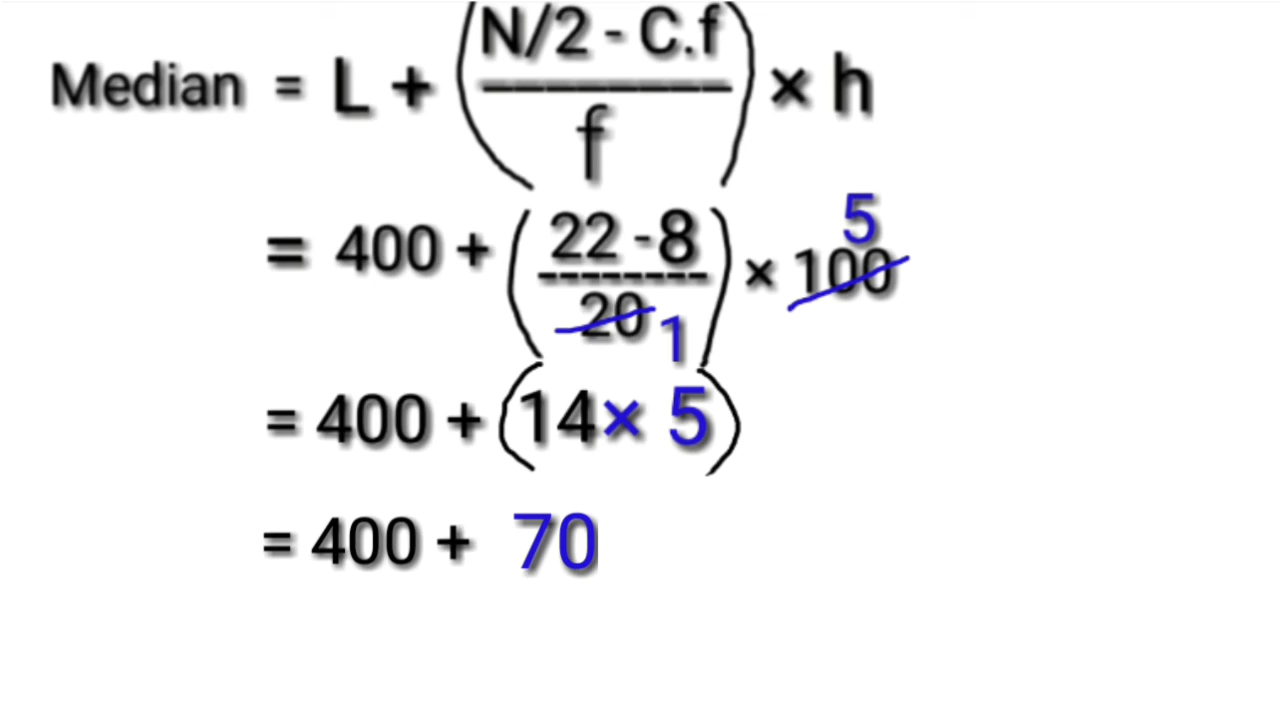 Median = L + (N/2 - C.f / f) × h
= 400 + (22 - 8 / 20 1) × 100 5
= 400 + (14 × 5)
= 400 + 70